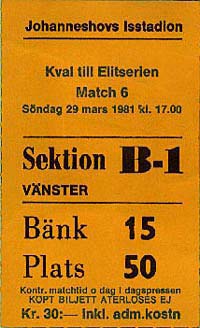 Johanneshovs Isstadion
Kval till Elitserien
Match 6
Söndag 29 mars 1981 kl. 17.00
Sektion B-1
VÄNSTER
Bänk 15
Plats 50
Kontr. matchtid o dag i dagspressen
KÖPT BILJETT ÅTERLÖSES EJ
Kr. 30:— inkl. adm.kostn